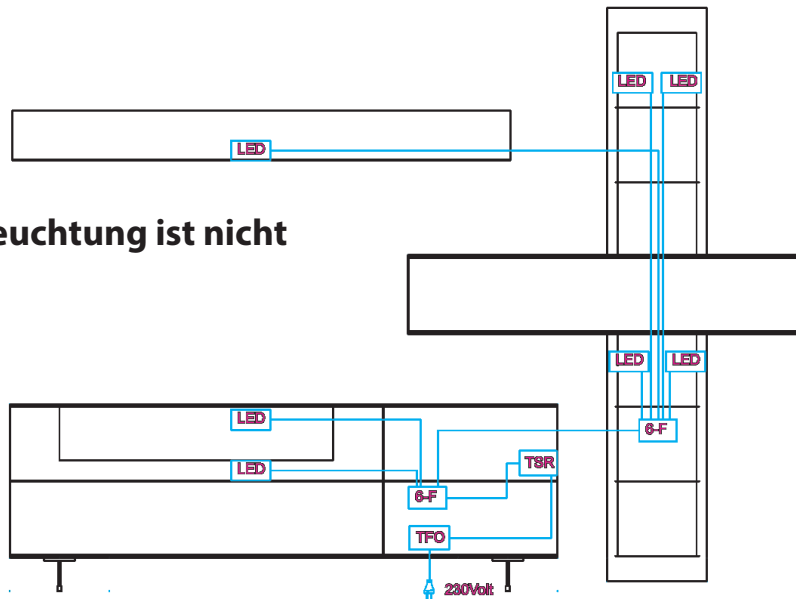 LED LED
LED
euchtung ist nicht
LED LED
LED
6-F
LED
TSR
6-F
TFO
230Volt